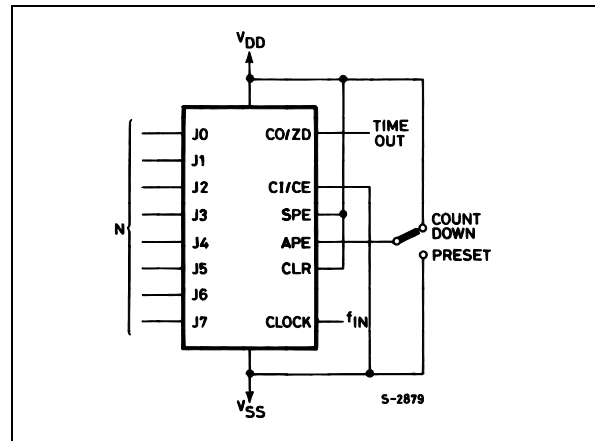 VDD
J0
J1
J2
J3
J4
J5
J6
J7
N
CO/ZD
CI/CE
SPE
APE
CLR
CLOCK
TIME
OUT
COUNT
DOWN
PRESET
fIN
VSS
S-2879